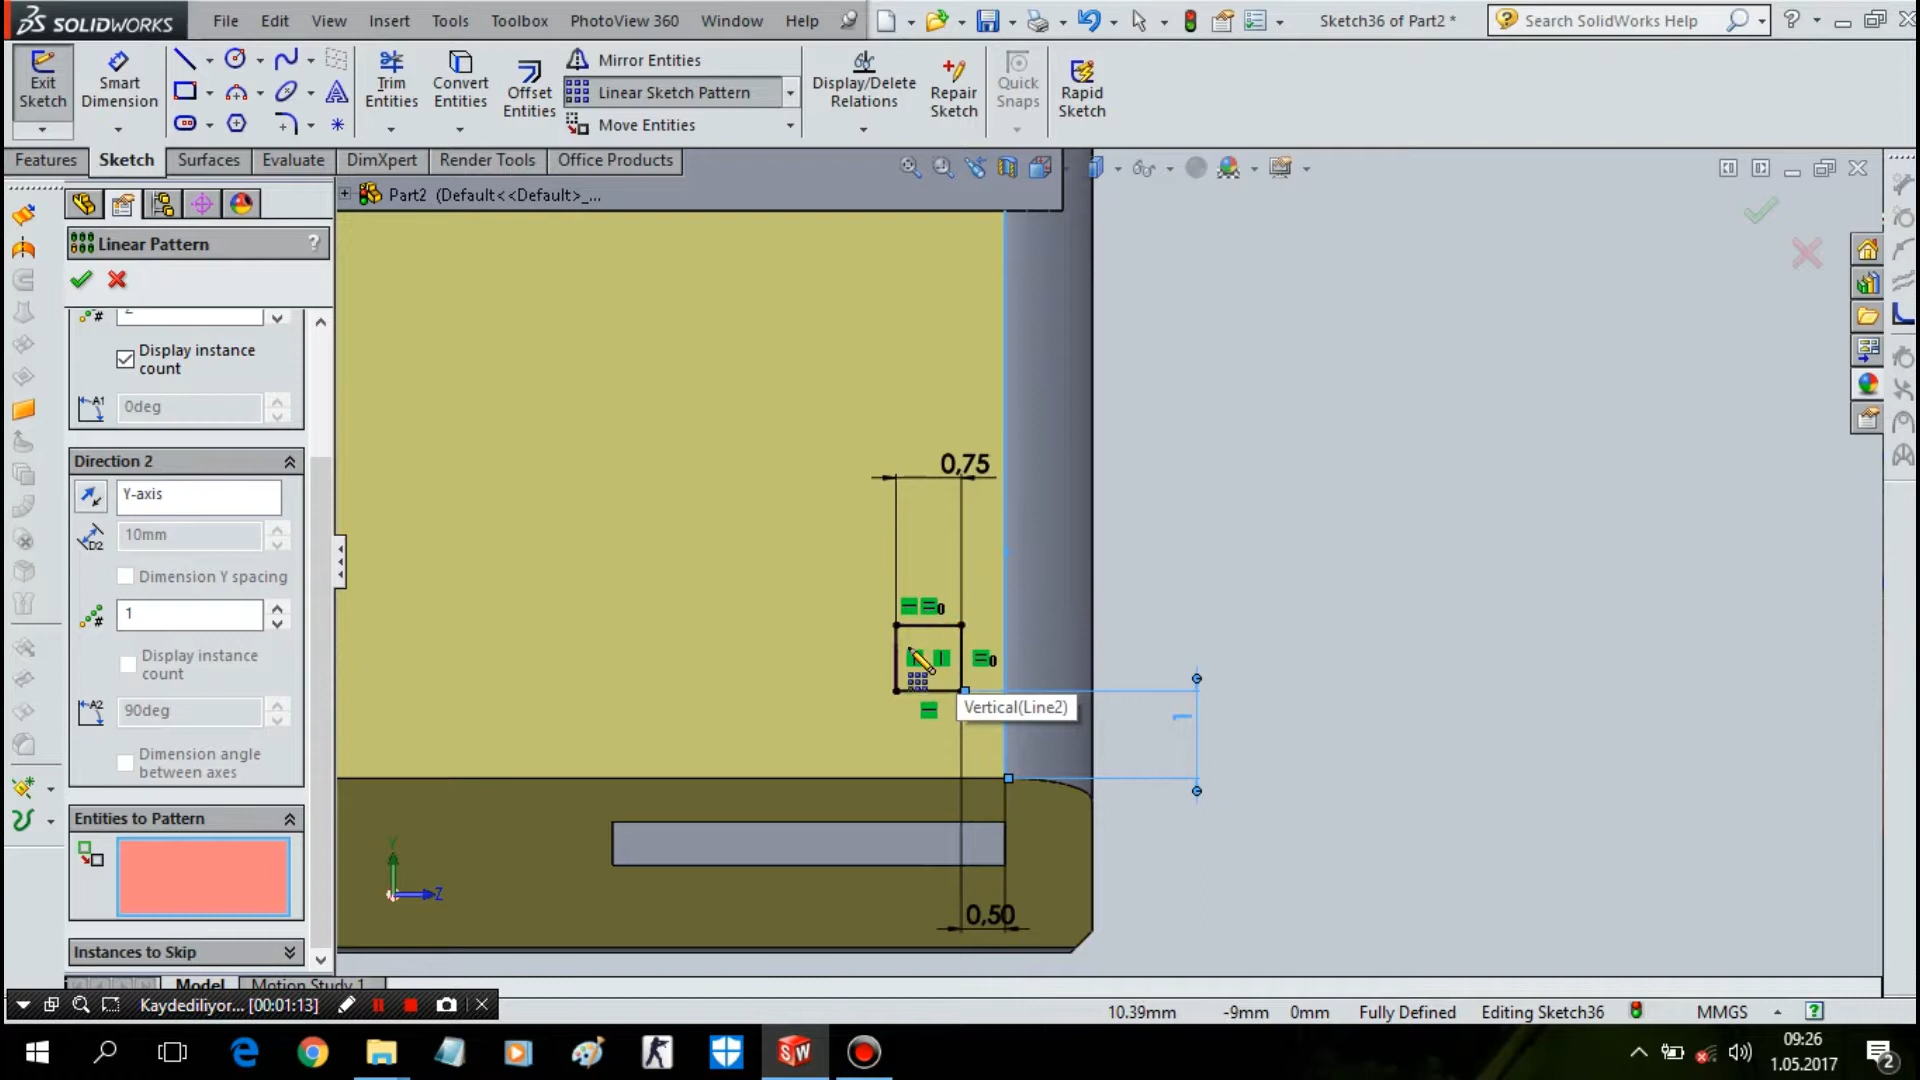 SOLIDWORKS File Edit View Insert Tools Toolbox PhotoView 360 Window Help Sketch36 of Part2 * Search SolidWorks Help
Exit Sketch
Smart Dimension
Trim Entities
Convert Entities
Offset Entities
Mirror Entities
Linear Sketch Pattern
Move Entities
Display/Delete Relations
Repair Sketch
Quick Snaps
Rapid Sketch
Features Sketch Surfaces Evaluate DimXpert Render Tools Office Products
Part2 (Default<<Default>_...
Linear Pattern ?
Display instance count
A1 0deg
Direction 2
Y-axis
D2 10mm
Dimension Y spacing
1
Display instance count
A2 90deg
Dimension angle between axes
Entities to Pattern
Instances to Skip
0,75
Vertical(Line2)
1
0,50
Y
Z
Model Motion Study 1
Kaydediliyor... [00:01:13]
10.39mm -9mm 0mm Fully Defined Editing Sketch36 MMGS
09:26
1.05.2017
2